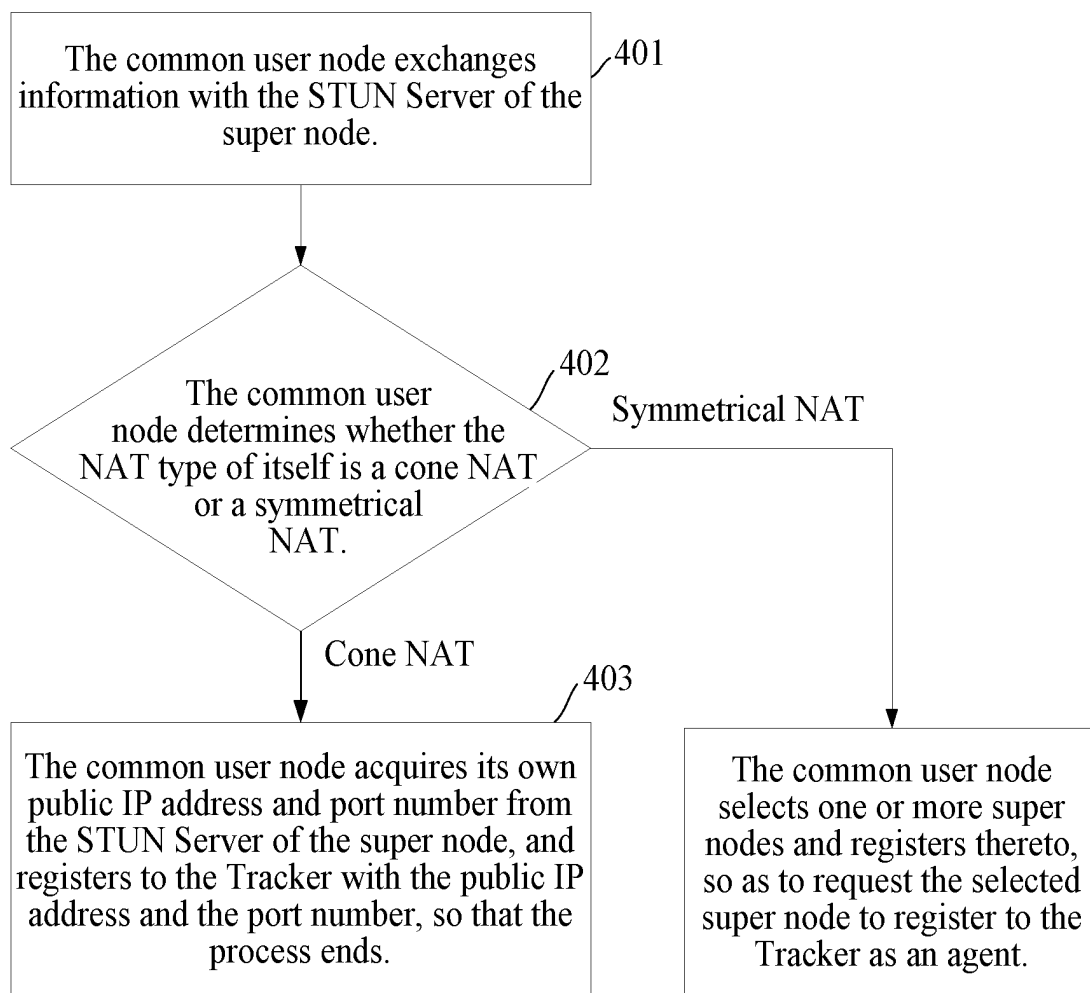 The common user node exchanges
information with the STUN Server of the
super node.
401
402
The common user
node determines whether the
NAT type of itself is a cone NAT
or a symmetrical
NAT.
Symmetrical NAT
Cone NAT
403
The common user node acquires its own
public IP address and port number from
the STUN Server of the super node, and
registers to the Tracker with the public IP
address and the port number, so that the
process ends.
The common user node
selects one or more super
nodes and registers thereto,
so as to request the selected
super node to register to the
Tracker as an agent.